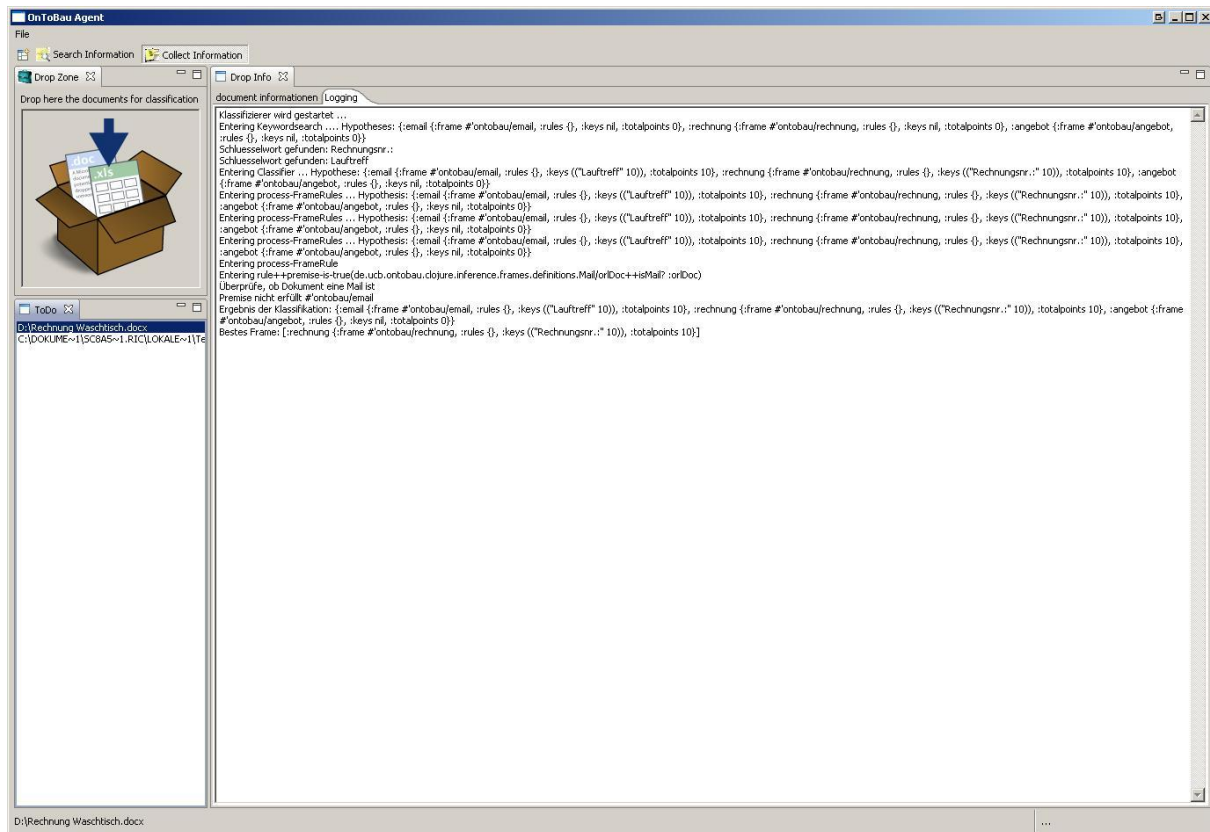 OnToBau Agent
File
Search Information
Collect Information
Drop Zone
Drop here the documents for classification
.doc
.xls
ToDo
D:\Rechnung Waschtisch.docx
C:\DOKUME~1\SC8A5~1.RIC\LOKALE~1\Te
Drop Info
document informationen
Logging
Klassifizierer wird gestartet ...
Entering Keywordsearch .... Hypotheses: {:email {:frame #'ontobau/email, :rules {}, :keys nil, :totalpoints 0}, :rechnung {:frame #'ontobau/rechnung, :rules {}, :keys nil, :totalpoints 0}, :angebot {:frame #'ontobau/angebot,
:rules {}, :keys nil, :totalpoints 0}}
Schluesselwort gefunden: Rechnungsnr.:
Schluesselwort gefunden: Lauftreff
Entering Classifier ... Hypothese: {:email {:frame #'ontobau/email, :rules {}, :keys (("Lauftreff" 10)), :totalpoints 10}, :rechnung {:frame #'ontobau/rechnung, :rules {}, :keys (("Rechnungsnr.:" 10)), :totalpoints 10}, :angebot
{:frame #'ontobau/angebot, :rules {}, :keys nil, :totalpoints 0}}
Entering process-FrameRules ... Hypothesis: {:email {:frame #'ontobau/email, :rules {}, :keys (("Lauftreff" 10)), :totalpoints 10}, :rechnung {:frame #'ontobau/rechnung, :rules {}, :keys (("Rechnungsnr.:" 10)), :totalpoints 10},
:angebot {:frame #'ontobau/angebot, :rules {}, :keys nil, :totalpoints 0}}
Entering process-FrameRules ... Hypothesis: {:email {:frame #'ontobau/email, :rules {}, :keys (("Lauftreff" 10)), :totalpoints 10}, :rechnung {:frame #'ontobau/rechnung, :rules {}, :keys (("Rechnungsnr.:" 10)), :totalpoints 10},
:angebot {:frame #'ontobau/angebot, :rules {}, :keys nil, :totalpoints 0}}
Entering process-FrameRules ... Hypothesis: {:email {:frame #'ontobau/email, :rules {}, :keys (("Lauftreff" 10)), :totalpoints 10}, :rechnung {:frame #'ontobau/rechnung, :rules {}, :keys (("Rechnungsnr.:" 10)), :totalpoints 10},
:angebot {:frame #'ontobau/angebot, :rules {}, :keys nil, :totalpoints 0}}
Entering process-FrameRule
Entering rule++premise-is-true(de.ucb.ontobau.clojure.inference.frames.definitions.Mail/orlDoc++isMail? :orlDoc)
Überprüfe, ob Dokument eine Mail ist
Premise nicht erfüllt #'ontobau/email
Ergebnis der Klassifikation: {:email {:frame #'ontobau/email, :rules {}, :keys (("Lauftreff" 10)), :totalpoints 10}, :rechnung {:frame #'ontobau/rechnung, :rules {}, :keys (("Rechnungsnr.:" 10)), :totalpoints 10}, :angebot {:frame
#'ontobau/angebot, :rules {}, :keys nil, :totalpoints 0}}
Bestes Frame: [:rechnung {:frame #'ontobau/rechnung, :rules {}, :keys (("Rechnungsnr.:" 10)), :totalpoints 10}]
D:\Rechnung Waschtisch.docx
...